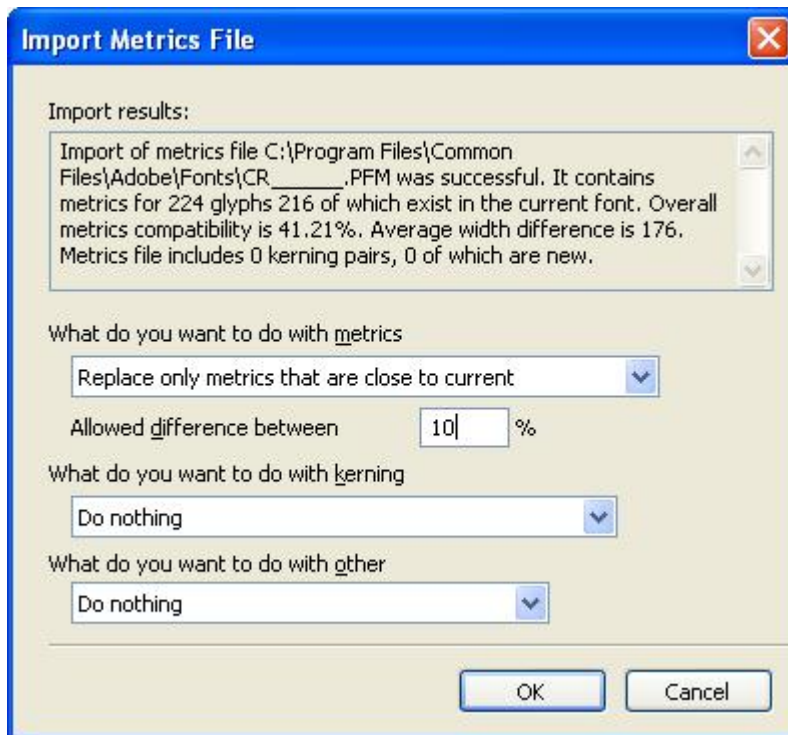 Import Metrics File
Import results:
Import of metrics file C:\Program Files\Common
Files\Adobe\Fonts\CR______.PFM was successful. It contains
metrics for 224 glyphs 216 of which exist in the current font. Overall
metrics compatibility is 41.21%. Average width difference is 176.
Metrics file includes 0 kerning pairs, 0 of which are new.
What do you want to do with metrics
Replace only metrics that are close to current
Allowed difference between 10 %
What do you want to do with kerning
Do nothing
What do you want to do with other
Do nothing
OK Cancel